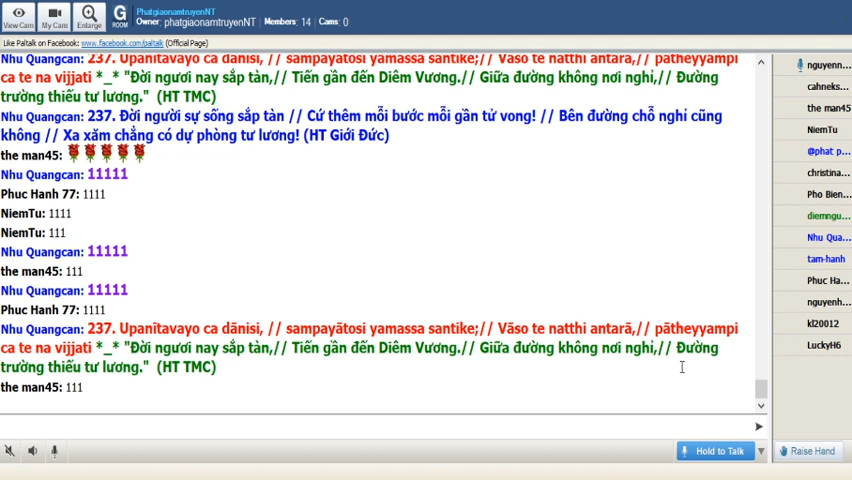 PhatgiaonamtruyenNT
Owner: phatgiaonamtruyenNT Members: 14 Cams: 0
View Cam
My Cam
Enlarge
G
ROOM
Like Paltalk on Facebook: www.facebook.com/paltalk (Official Page)
Nhu Quangcan: 237. Upanītavayo ca dānisi, // sampayātosi yamassa santike;// Vāso te natthi antarā,// pātheyyampi
ca te na vijjati *_* "Đời ngươi nay sắp tàn,// Tiến gần đến Diêm Vương.// Giữa đường không nơi nghỉ,// Đường
trường thiếu tư lương." (HT TMC)
Nhu Quangcan: 237. Đời người sự sống sắp tàn // Cứ thêm mỗi bước mỗi gần tử vong! // Bên đường chỗ nghỉ cũng
không // Xa xăm chẳng có dự phòng tư lương! (HT Giới Đức)
the man45:
Nhu Quangcan: 11111
Phuc Hanh 77: 1111
NiemTu: 1111
NiemTu: 111
Nhu Quangcan: 11111
the man45: 111
Nhu Quangcan: 11111
Phuc Hanh 77: 1111
Nhu Quangcan: 237. Upanītavayo ca dānisi, // sampayātosi yamassa santike;// Vāso te natthi antarā,// pātheyyampi
ca te na vijjati *_* "Đời ngươi nay sắp tàn,// Tiến gần đến Diêm Vương.// Giữa đường không nơi nghỉ,// Đường
trường thiếu tư lương." (HT TMC)
the man45: 111
nguyenn...
cahneks...
the man45
NiemTu
@phat p...
christina...
Pho Bien...
diemngu...
Nhu Qua...
tam-hanh
Phuc Ha...
nguyenh...
kl20012
LuckyH6
Hold to Talk
Raise Hand